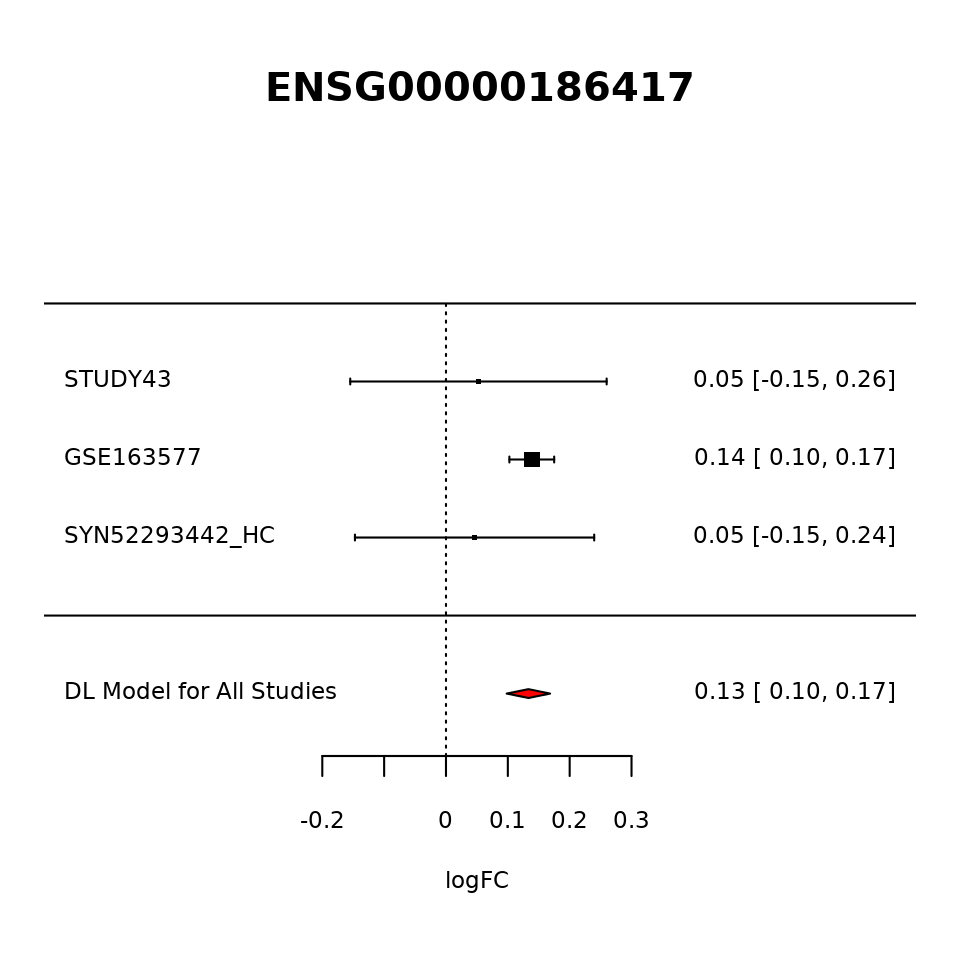 ENSG00000186417
STUDY43 0.05 [-0.15, 0.26]
GSE163577 0.14 [ 0.10, 0.17]
SYN52293442_HC 0.05 [-0.15, 0.24]
DL Model for All Studies 0.13 [ 0.10, 0.17]
-0.2 0 0.1 0.2 0.3
logFC